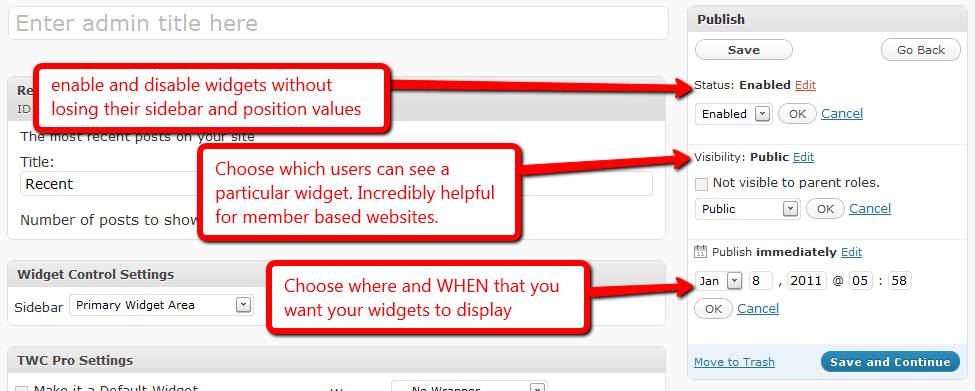 Enter admin title here
Publish
Save
Go Back
enable and disable widgets without
losing their sidebar and position values
Re
ID:
Status: Enabled Edit
Enabled
OK
Cancel
The most recent posts on your site
Title:
Recent
Number of posts to show
Choose which users can see a
particular widget. Incredibly helpful
for member based websites.
Visibility: Public Edit
Not visible to parent roles.
Public
OK
Cancel
Widget Control Settings
Sidebar
Primary Widget Area
Choose where and WHEN that you
want your widgets to display
Publish immediately Edit
Jan 8 , 2011 @ 05 : 58
OK
Cancel
Move to Trash
Save and Continue
TWC Pro Settings
Make it a Default Widget
No Wrapper